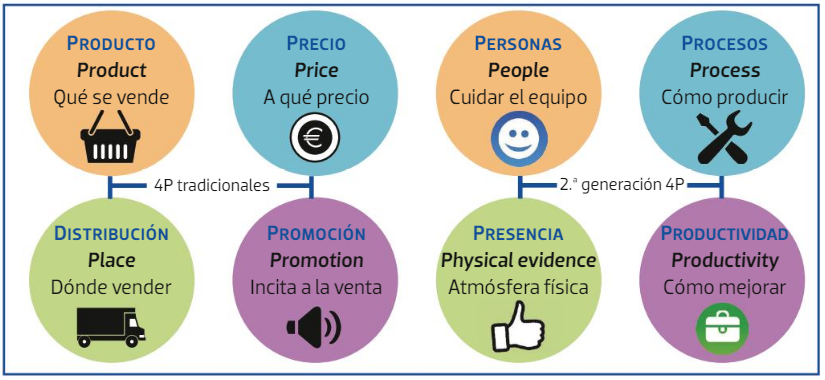 PRODUCTO
Product
Qué se vende
PRECIO
Price
A qué precio
€
4P tradicionales
DISTRIBUCIÓN
Place
Dónde vender
PROMOCIÓN
Promotion
Incita a la venta
PERSONAS
People
Cuidar el equipo
PROCESOS
Process
Cómo producir
2.ª generación 4P
PRESENCIA
Physical evidence
Atmósfera física
PRODUCTIVIDAD
Productivity
Cómo mejorar